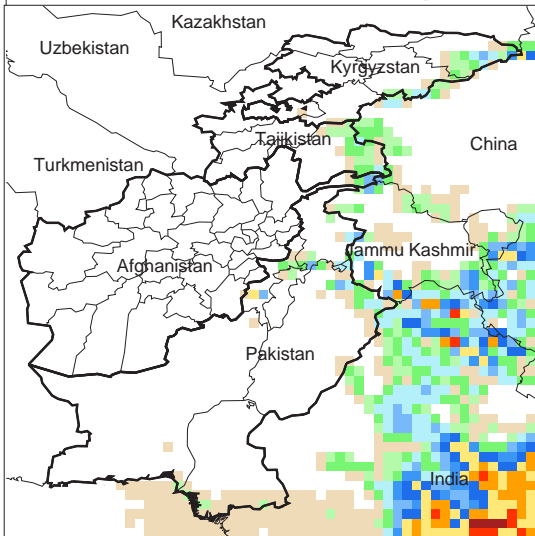 Kazakhstan
Uzbekistan
Kyrgyzstan
Tajikistan
China
Turkmenistan
Jammu Kashmir
Afghanistan
Pakistan
India